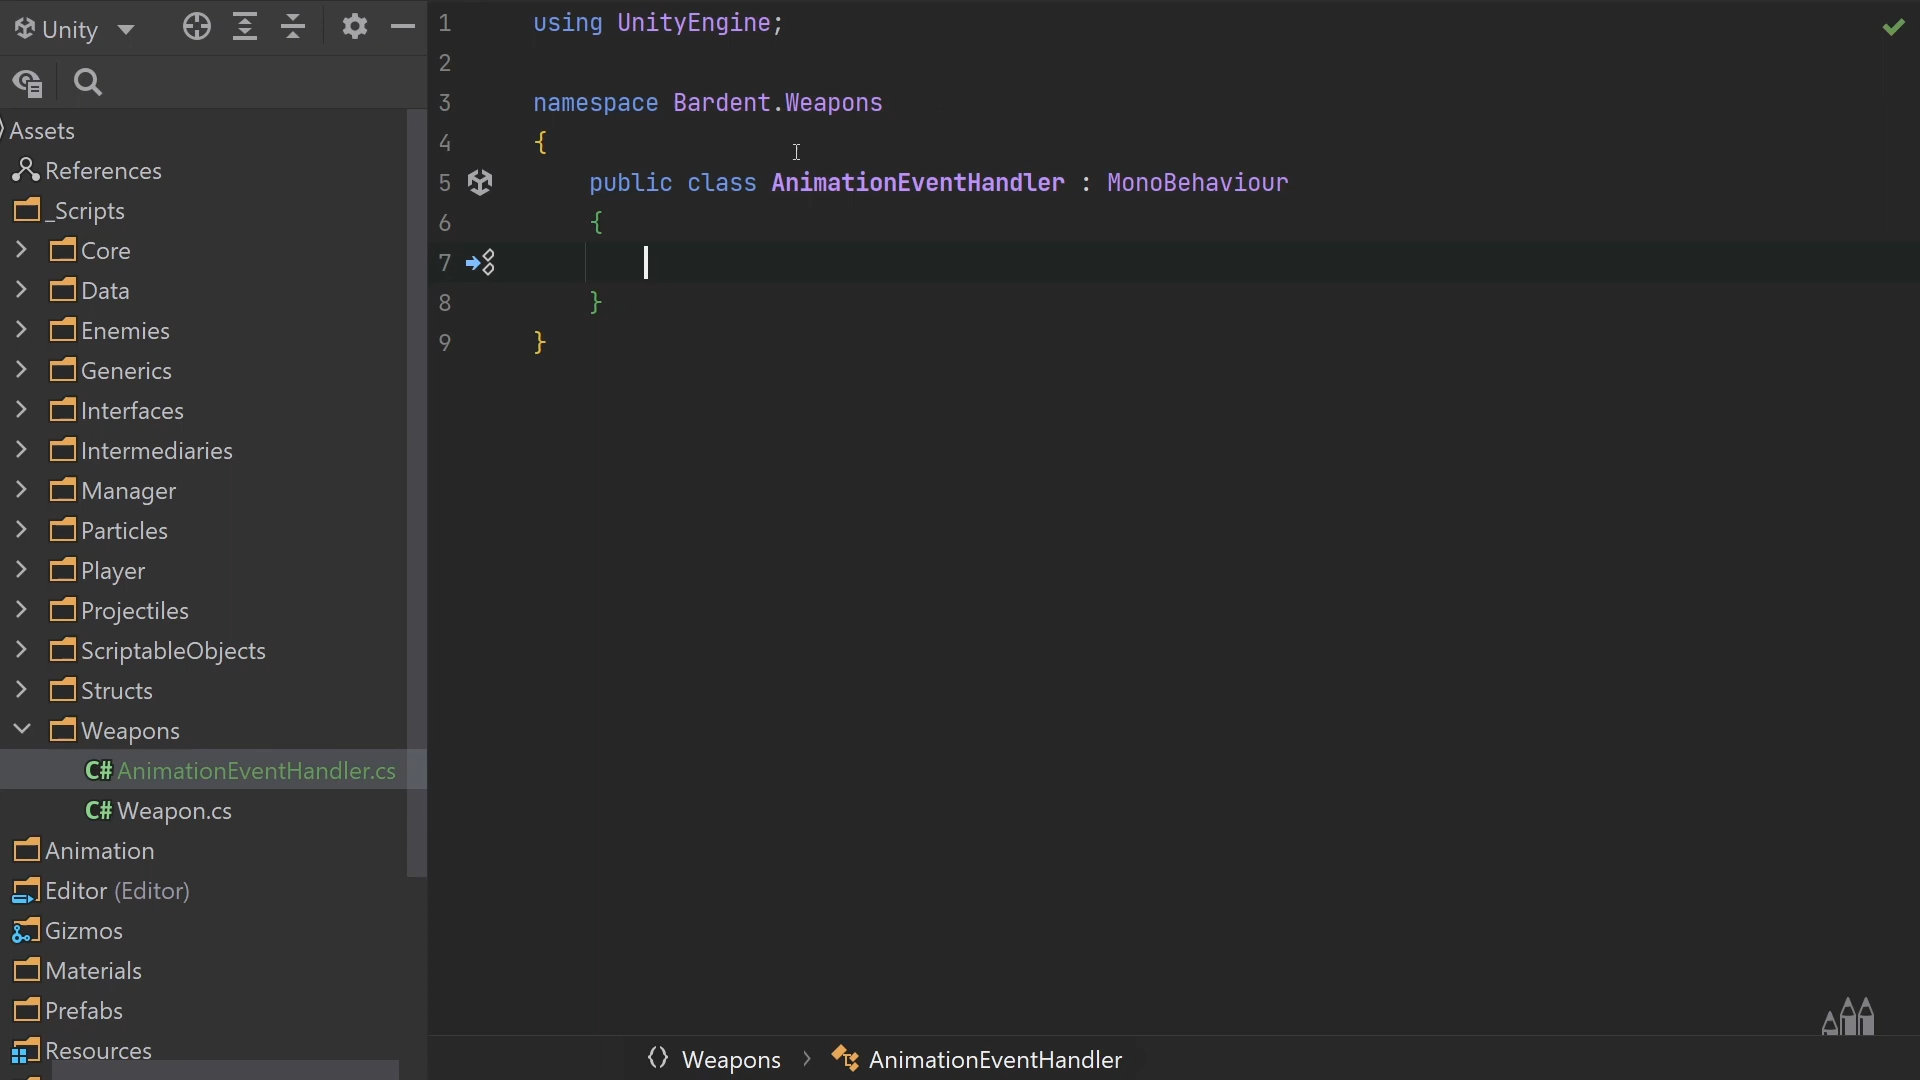 Unity
Assets
References
_Scripts
Core
Data
Enemies
Generics
Interfaces
Intermediaries
Manager
Particles
Player
Projectiles
ScriptableObjects
Structs
Weapons
C# AnimationEventHandler.cs
C# Weapon.cs
Animation
Editor (Editor)
Gizmos
Materials
Prefabs
Resources
1 using UnityEngine;
2
3 namespace Bardent.Weapons
4 {
5 public class AnimationEventHandler : MonoBehaviour
6 {
7
8 }
9 }
Weapons > AnimationEventHandler